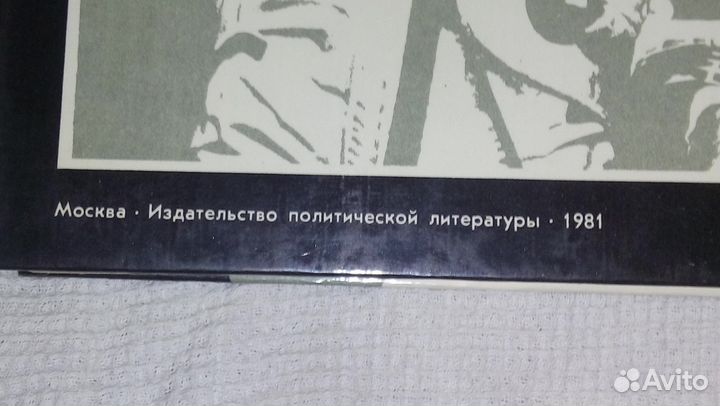 Москва · Издательство политической литературы · 1981
Avito